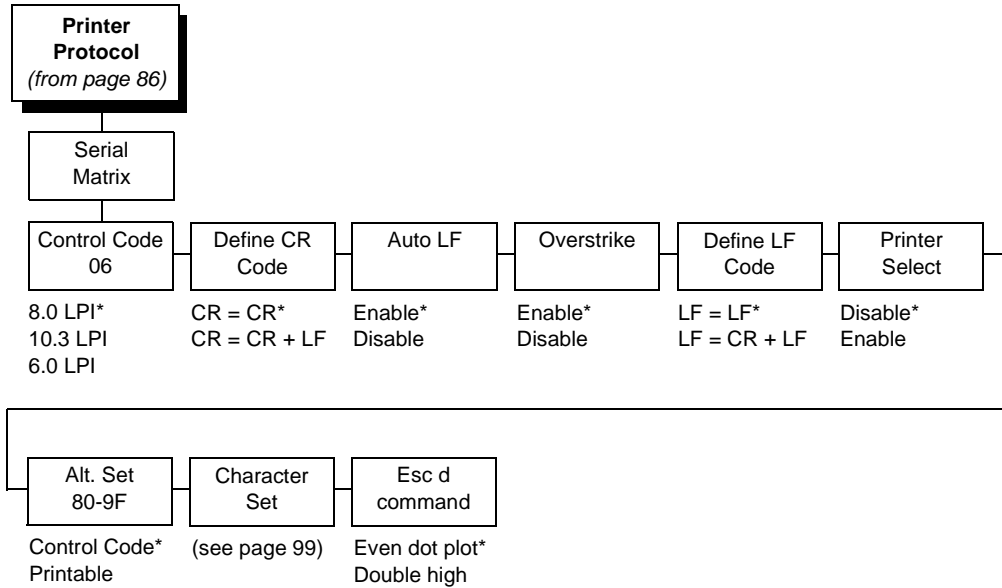 Printer
Protocol
(from page 86)
Serial
Matrix
Control Code
06
8.0 LPI*
10.3 LPI
6.0 LPI
Define CR
Code
CR = CR*
CR = CR + LF
Auto LF
Enable*
Disable
Overstrike
Enable*
Disable
Define LF
Code
LF = LF*
LF = CR + LF
Printer
Select
Disable*
Enable
Alt. Set
80-9F
Control Code*
Printable
Character
Set
(see page 99)
Esc d
command
Even dot plot*
Double high